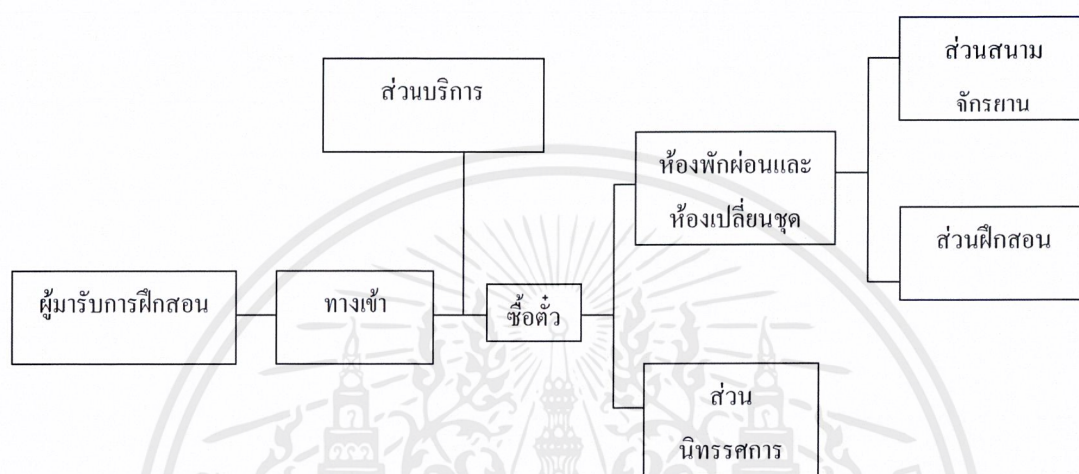 ส่วนสนาม
จักรยาน
ส่วนบริการ
ห้องพักผ่อนและ
ห้องเปลี่ยนชุด
ส่วนฝึกสอน
ผู้มารับการฝึกสอน
ทางเข้า
ซื้อตั๋ว
ส่วน
นิทรรศการ